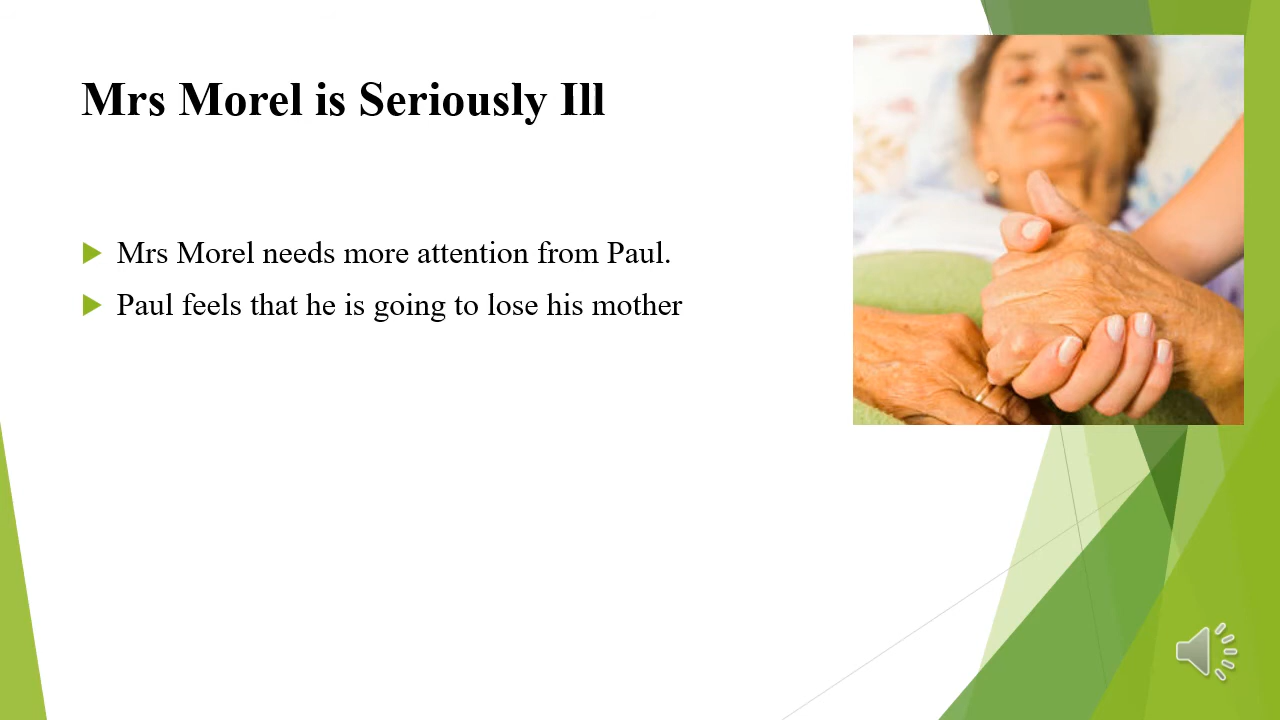 Mrs Morel is Seriously Ill
Mrs Morel needs more attention from Paul.
Paul feels that he is going to lose his mother